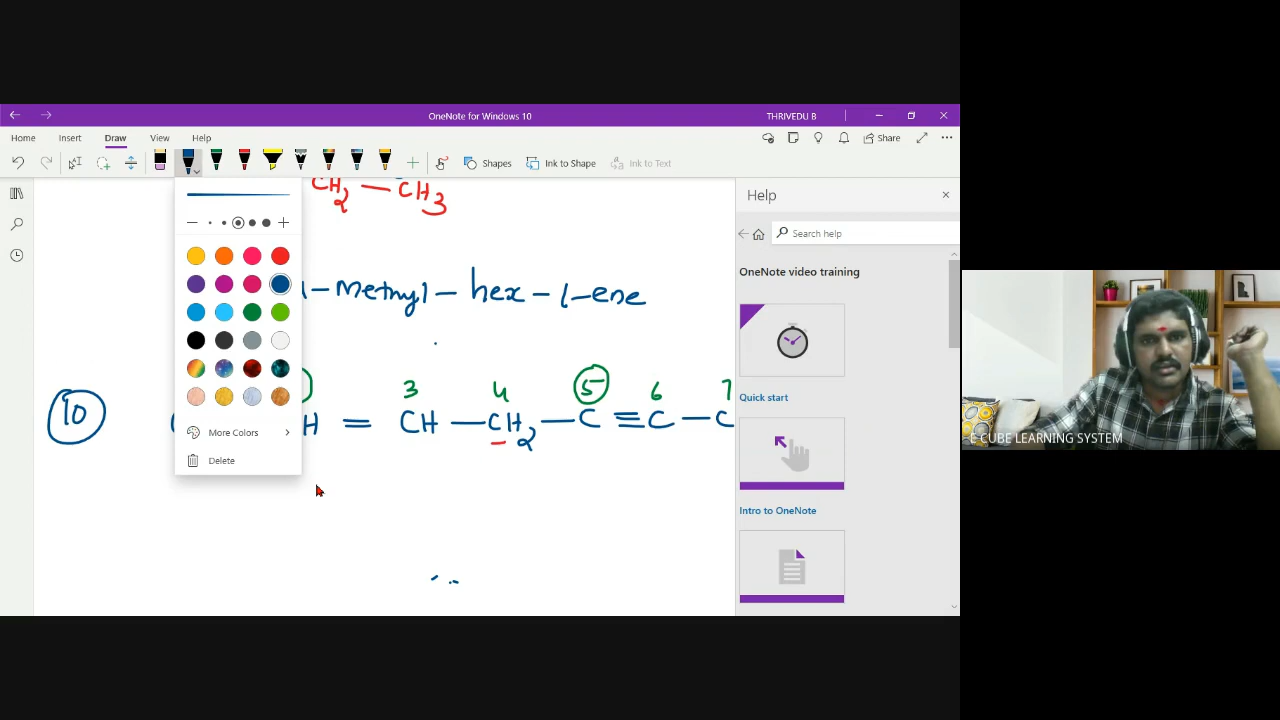 OneNote for Windows 10
THRIVEDU B
Home Insert Draw View Help
Share
Shapes Ink to Shape Ink to Text
CH2 — CH3
Help
Search help
OneNote video training
– methyl – hex – 1 – ene
3 4 5 6 7
10
H = CH — CH2 — C ≡ C — C
Quick start
More Colors
Delete
Intro to OneNote
E CUBE LEARNING SYSTEM